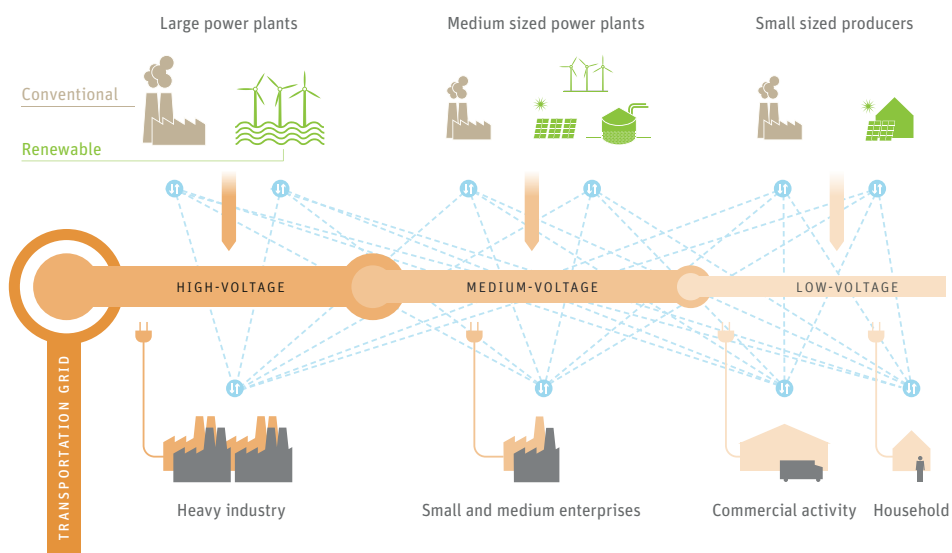 Large power plants
Medium sized power plants
Small sized producers
Conventional
Renewable
HIGH-VOLTAGE
MEDIUM-VOLTAGE
LOW-VOLTAGE
TRANSPORTATION GRID
Heavy industry
Small and medium enterprises
Commercial activity
Household